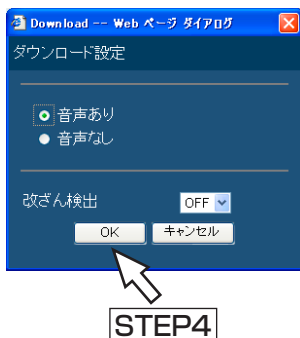 Download -- Web ページ ダイアログ
ダウンロード設定
音声あり
音声なし
改ざん検出 OFF
OK キャンセル
STEP4